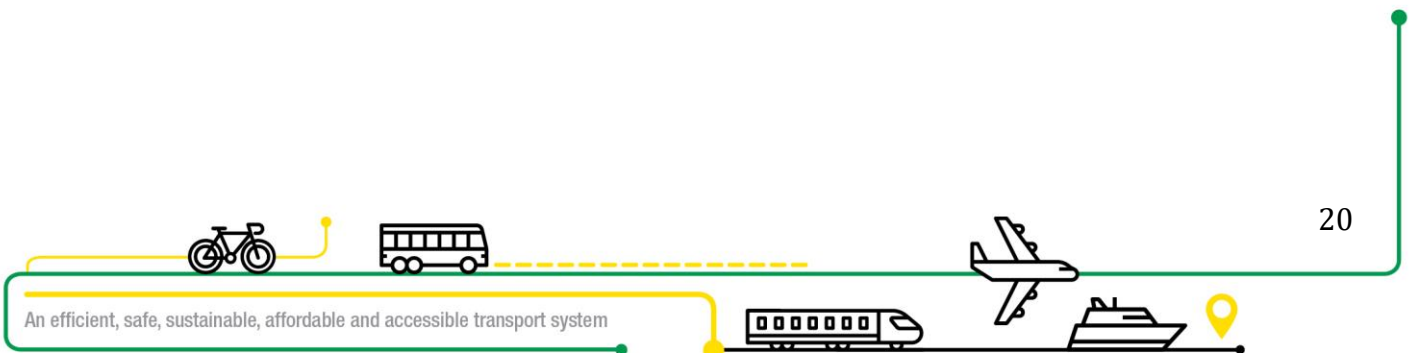 20
An efficient, safe, sustainable, affordable and accessible transport system